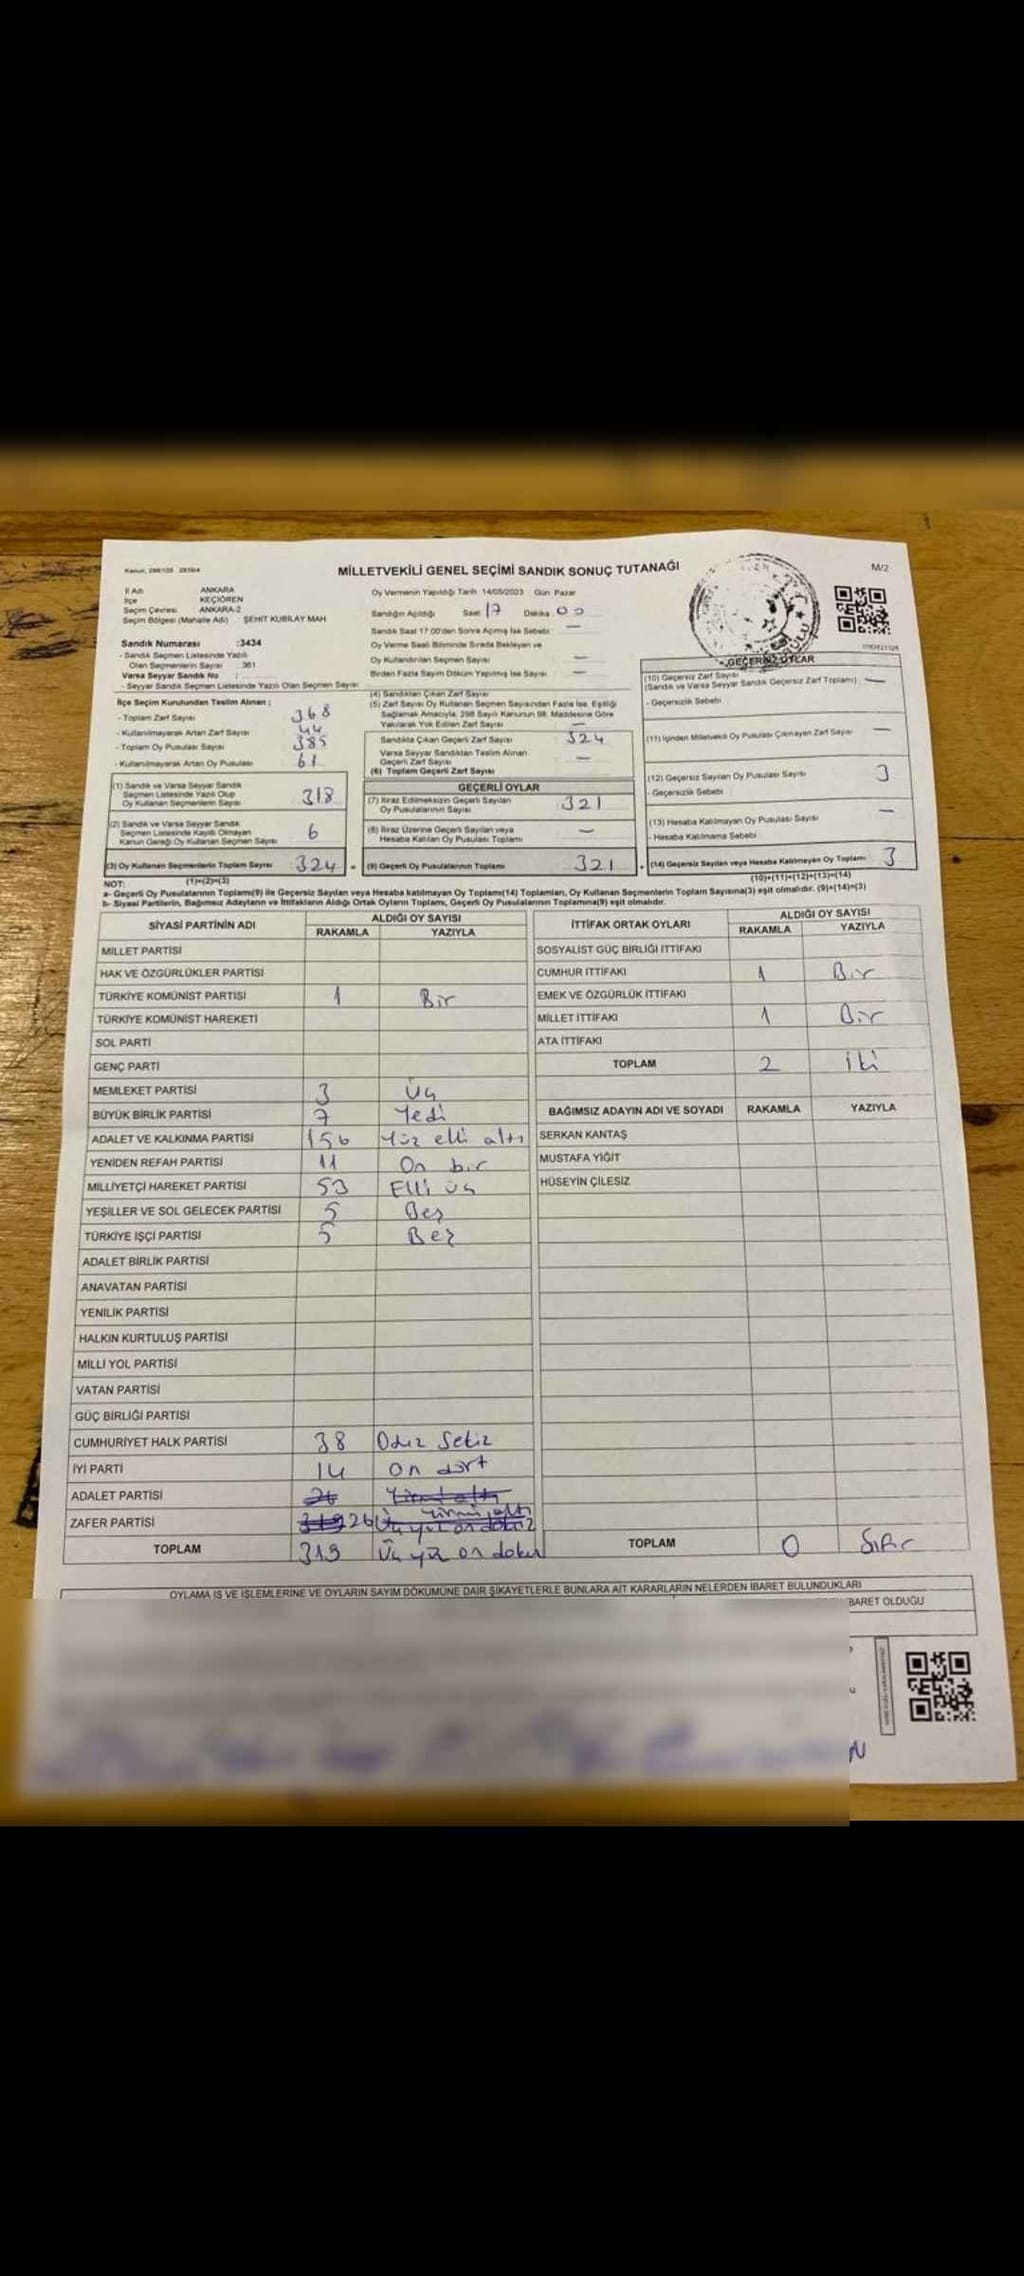 Kanun: 298/105 - 2839/4
MİLLETVEKİLİ GENEL SEÇİMİ SANDIK SONUÇ TUTANAĞI
M/2
İl Adı ANKARA
İlçe KEÇİÖREN
Seçim Çevresi ANKARA-2
Seçim Bölgesi (Mahalle Adı) ŞEHİT KUBİLAY MAH
Oy Vermenin Yapıldığı Tarih 14/05/2023 Gün Pazar
Sandığın Açıldığı Saat 17 Dakika 00
Sandık Saat 17.00'den Sonra Açılmış İse Sebebi : —
Oy Verme Saati Bitiminde Sırada Bekleyen ve
Oy Kullandırılan Seçmen Sayısı : —
Birden Fazla Sayım Döküm Yapılmış İse Sayısı : —
Sandık Numarası :3434
- Sandık Seçmen Listesinde Yazılı
Olan Seçmenlerin Sayısı : 361
Varsa Seyyar Sandık No
- Seyyar Sandık Seçmen Listesinde Yazılı Olan Seçmen Sayısı
İlçe Seçim Kurulundan Teslim Alınan ;
- Toplam Zarf Sayısı 368
- Kullanılmayarak Artan Zarf Sayısı 44
- Toplam Oy Pusulası Sayısı 385
- Kullanılmayarak Artan Oy Pusulası 61
(1) Sandık ve Varsa Seyyar Sandık
Seçmen Listesinde Yazılı Olup
Oy Kullanan Seçmenlerin Sayısı 318
(2) Sandık ve Varsa Seyyar Sandık
Seçmen Listesinde Kayıtlı Olmayan
Kanun Gereği Oy Kullanan Seçmen Sayısı 6
(3) Oy Kullanan Seçmenlerin Toplam Sayısı 324
(1)+(2)=(3)
(4) Sandıktan Çıkan Zarf Sayısı
(5) Zarf Sayısı Oy Kullanan Seçmen Sayısından Fazla İse, Eşitliği
Sağlamak Amacıyla, 298 Sayılı Kanunun 98. Maddesine Göre
Yakılarak Yok Edilen Zarf Sayısı —
Sandıkta Çıkan Geçerli Zarf Sayısı 324
Varsa Seyyar Sandıktan Teslim Alınan
Geçerli Zarf Sayısı —
(6) Toplam Geçerli Zarf Sayısı
GEÇERLİ OYLAR
(7) İtiraz Edilmeksizin Geçerli Sayılan
Oy Pusulalarının Sayısı 321
(8) İtiraz Üzerine Geçerli Sayılan veya
Hesaba Katılan Oy Pusulası Toplamı —
(9) Geçerli Oy Pusulalarının Toplamı 321
GEÇERSİZ OYLAR
(10) Geçersiz Zarf Sayısı
(Sandık ve Varsa Seyyar Sandık Geçersiz Zarf Toplamı) —
- Geçersizlik Sebebi
(11) İçinden Milletvekili Oy Pusulası Çıkmayan Zarf Sayısı —
(12) Geçersiz Sayılan Oy Pusulası Sayısı 3
- Geçersizlik Sebebi
(13) Hesaba Katılmayan Oy Pusulası Sayısı —
- Hesaba Katılmama Sebebi
(14) Geçersiz Sayılan veya Hesaba Katılmayan Oy Toplamı 3
(10)+(11)+(12)+(13)=(14)
NOT:
a- Geçerli Oy Pusulalarının Toplamı(9) ile Geçersiz Sayılan veya Hesaba katılmayan Oy Toplamı(14) Toplamları, Oy Kullanan Seçmenlerin Toplam Sayısına(3) eşit olmalıdır. (9)+(14)=(3)
b- Siyasi Partilerin, Bağımsız Adayların ve İttifakların Aldığı Ortak Oyların Toplamı, Geçerli Oy Pusulalarının Toplamına(9) eşit olmalıdır.
SİYASİ PARTİNİN ADI ALDIĞI OY SAYISI
RAKAMLA YAZIYLA
MİLLET PARTİSİ
HAK VE ÖZGÜRLÜKLER PARTİSİ
TÜRKİYE KOMÜNİST PARTİSİ 1 Bir
TÜRKİYE KOMÜNİST HAREKETİ
SOL PARTİ
GENÇ PARTİ
MEMLEKET PARTİSİ 3 Üç
BÜYÜK BİRLİK PARTİSİ 7 Yedi
ADALET VE KALKINMA PARTİSİ 156 Yüz elli altı
YENİDEN REFAH PARTİSİ 11 On bir
MİLLİYETÇİ HAREKET PARTİSİ 53 Elli üç
YEŞİLLER VE SOL GELECEK PARTİSİ 5 Beş
TÜRKİYE İŞÇİ PARTİSİ 5 Beş
ADALET BİRLİK PARTİSİ
ANAVATAN PARTİSİ
YENİLİK PARTİSİ
HALKIN KURTULUŞ PARTİSİ
MİLLİ YOL PARTİSİ
VATAN PARTİSİ
GÜÇ BİRLİĞİ PARTİSİ
CUMHURİYET HALK PARTİSİ 38 Otuz Sekiz
İYİ PARTİ 14 On dört
ADALET PARTİSİ 26 Yirmi altı
ZAFER PARTİSİ 319 26 Yirmi altı Üç yüz on dokuz
TOPLAM 319 Üç yüz on dokuz
İTTİFAK ORTAK OYLARI ALDIĞI OY SAYISI
RAKAMLA YAZIYLA
SOSYALİST GÜÇ BİRLİĞİ İTTİFAKI
CUMHUR İTTİFAKI 1 Bir
EMEK VE ÖZGÜRLÜK İTTİFAKI
MİLLET İTTİFAKI 1 Bir
ATA İTTİFAKI
TOPLAM 2 İki
BAĞIMSIZ ADAYIN ADI VE SOYADI RAKAMLA YAZIYLA
SERKAN KANTAŞ
MUSTAFA YİĞİT
HÜSEYİN ÇİLESİZ
TOPLAM 0 Sıfır
OYLAMA İŞ VE İŞLEMLERİNE VE OYLARIN SAYIM DÖKÜMÜNE DAİR ŞİKAYETLERLE BUNLARA AİT KARARLARIN NELERDEN İBARET BULUNDUKLARI
BARET OLDUĞU